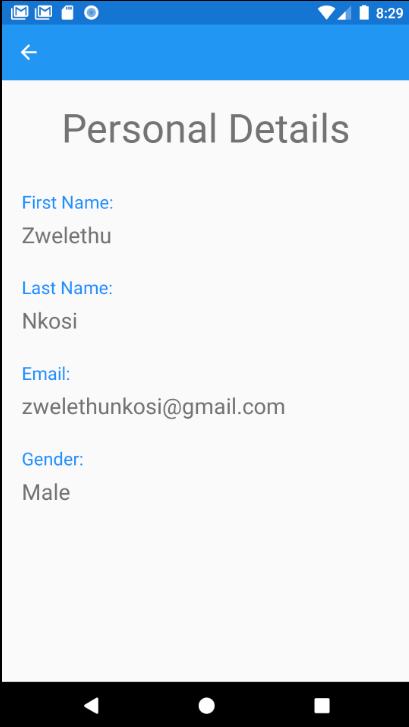 8:29
Personal Details
First Name:
Zwelethu
Last Name:
Nkosi
Email:
zwelethunkosi@gmail.com
Gender:
Male